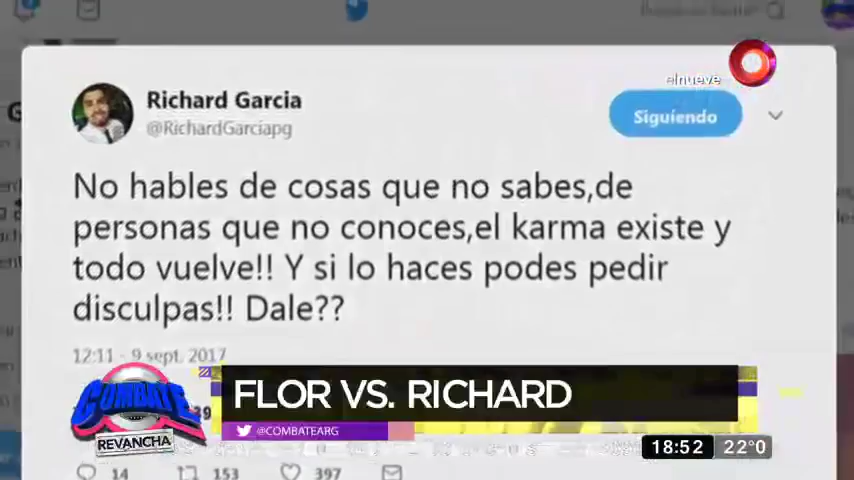 elnueve
Richard Garcia
@RichardGarciapg
Siguiendo
No hables de cosas que no sabes,de
personas que no conoces,el karma existe y
todo vuelve!! Y si lo haces podes pedir
disculpas!! Dale??
12:11 - 9 sept. 2017
COMBATE
REVANCHA
FLOR VS. RICHARD
@COMBATEARG
18:52 22°0
14 153 397